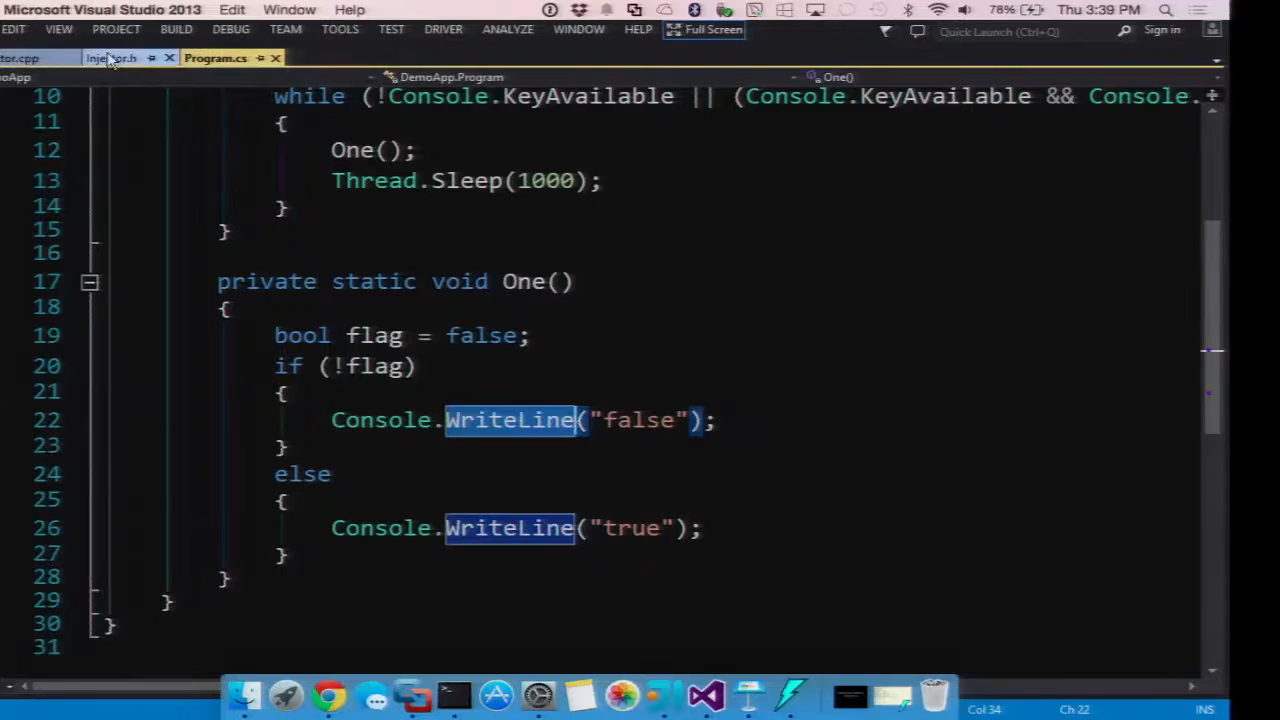 Microsoft Visual Studio 2013 Edit Window Help 78% Thu 3:39 PM
EDIT VIEW PROJECT BUILD DEBUG TEAM TOOLS TEST DRIVER ANALYZE WINDOW HELP Full Screen Quick Launch (Ctrl+Q) Sign in
tor.cpp Injector.h Program.cs
oApp DemoApp.Program One()
10 while (!Console.KeyAvailable || (Console.KeyAvailable && Console.
11 {
12 One();
13 Thread.Sleep(1000);
14 }
15 }
16
17 private static void One()
18 {
19 bool flag = false;
20 if (!flag)
21 {
22 Console.WriteLine("false");
23 }
24 else
25 {
26 Console.WriteLine("true");
27 }
28 }
29 }
30 }
31
Col 34 Ch 22 INS